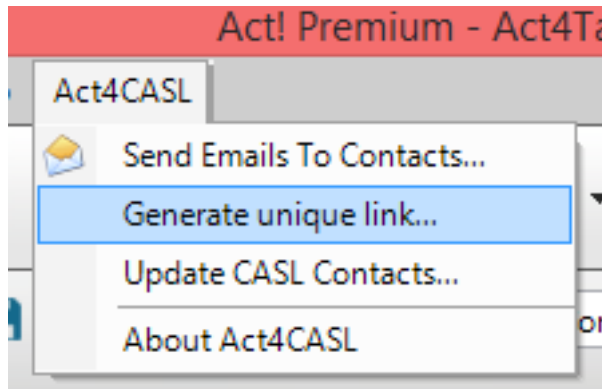 Act! Premium - Act4Ta
Act4CASL
Send Emails To Contacts...
Generate unique link...
Update CASL Contacts...
About Act4CASL